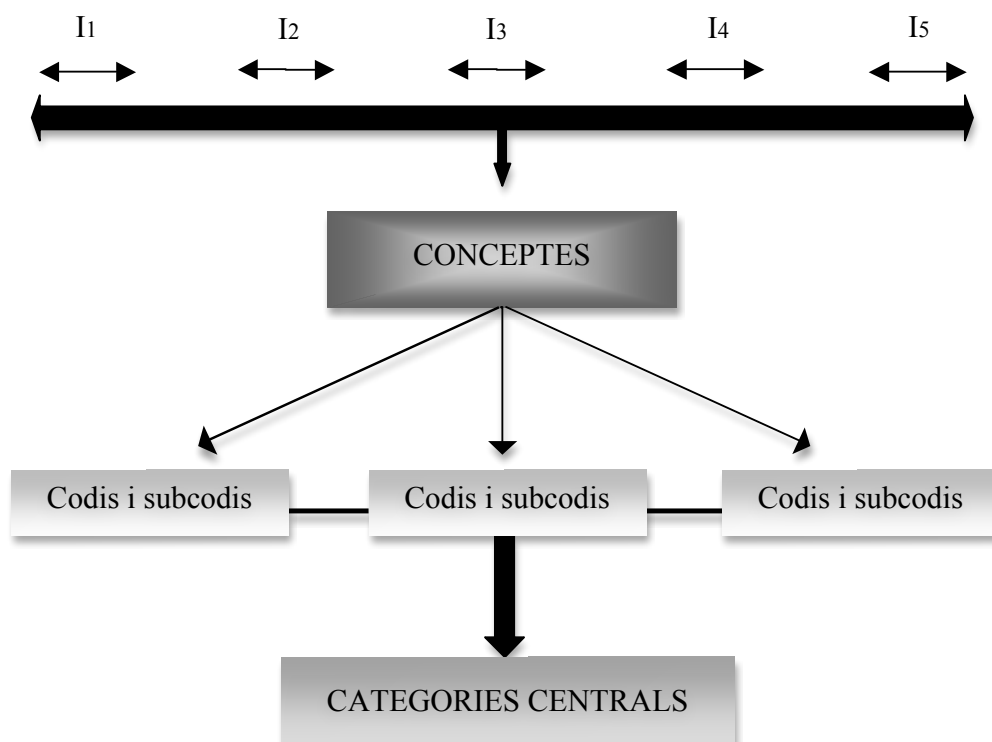 I1 I2 I3 I4 I5
CONCEPTES
Codis i subcodis Codis i subcodis Codis i subcodis
CATEGORIES CENTRALS